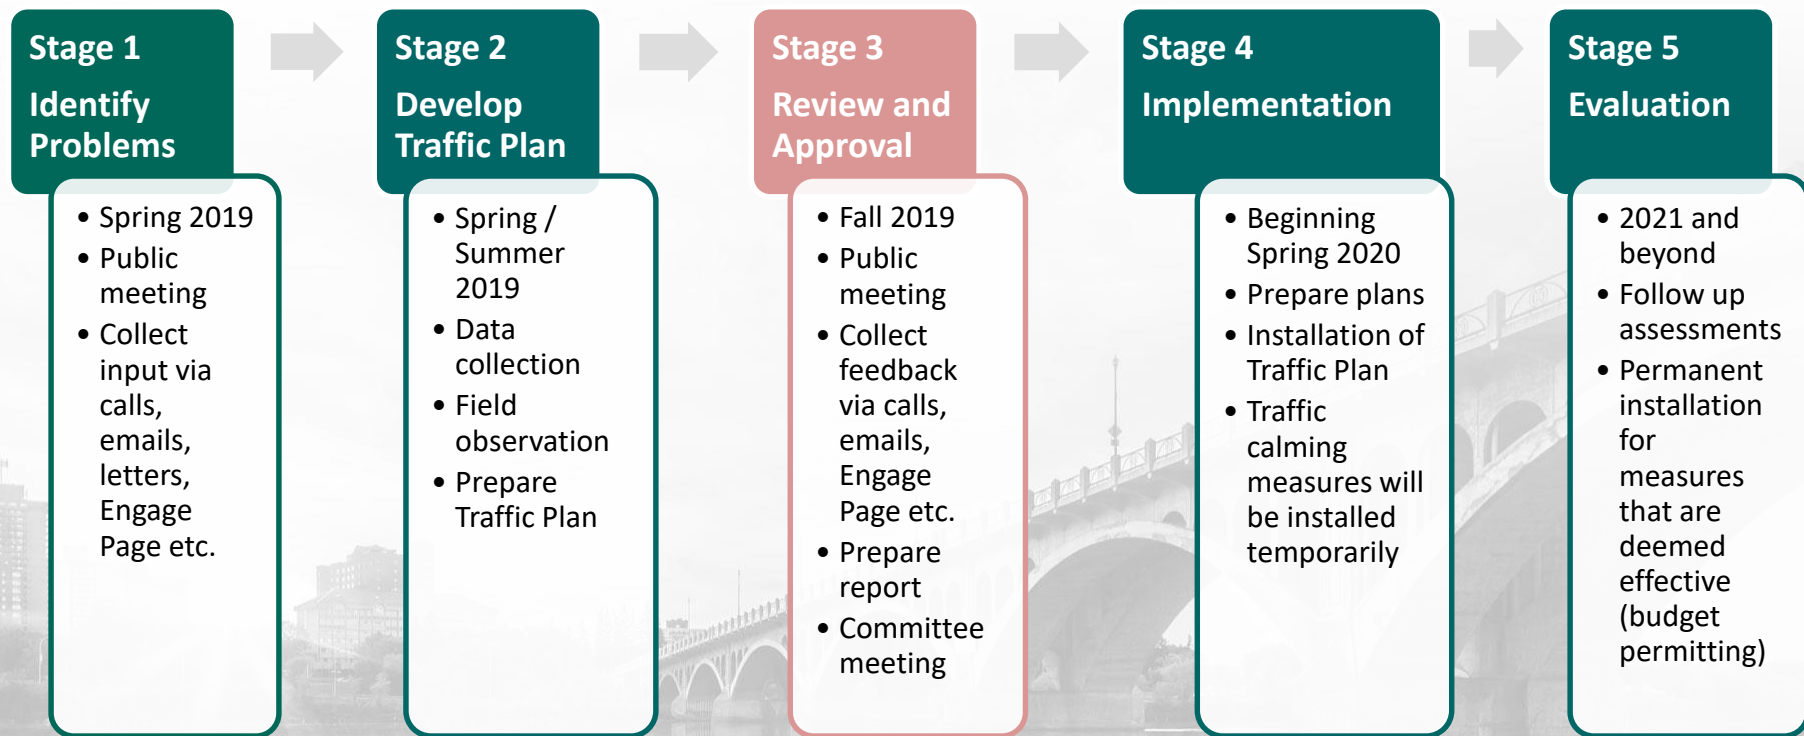 Stage 1
Identify
Problems
• Spring 2019
• Public
meeting
• Collect
input via
calls,
emails,
letters,
Engage
Page etc.
Stage 2
Develop
Traffic Plan
• Spring /
Summer
2019
• Data
collection
• Field
observation
• Prepare
Traffic Plan
Stage 3
Review and
Approval
• Fall 2019
• Public
meeting
• Collect
feedback
via calls,
emails,
Engage
Page etc.
• Prepare
report
• Committee
meeting
Stage 4
Implementation
• Beginning
Spring 2020
• Prepare plans
• Installation of
Traffic Plan
• Traffic
calming
measures will
be installed
temporarily
Stage 5
Evaluation
• 2021 and
beyond
• Follow up
assessments
• Permanent
installation
for
measures
that are
deemed
effective
(budget
permitting)